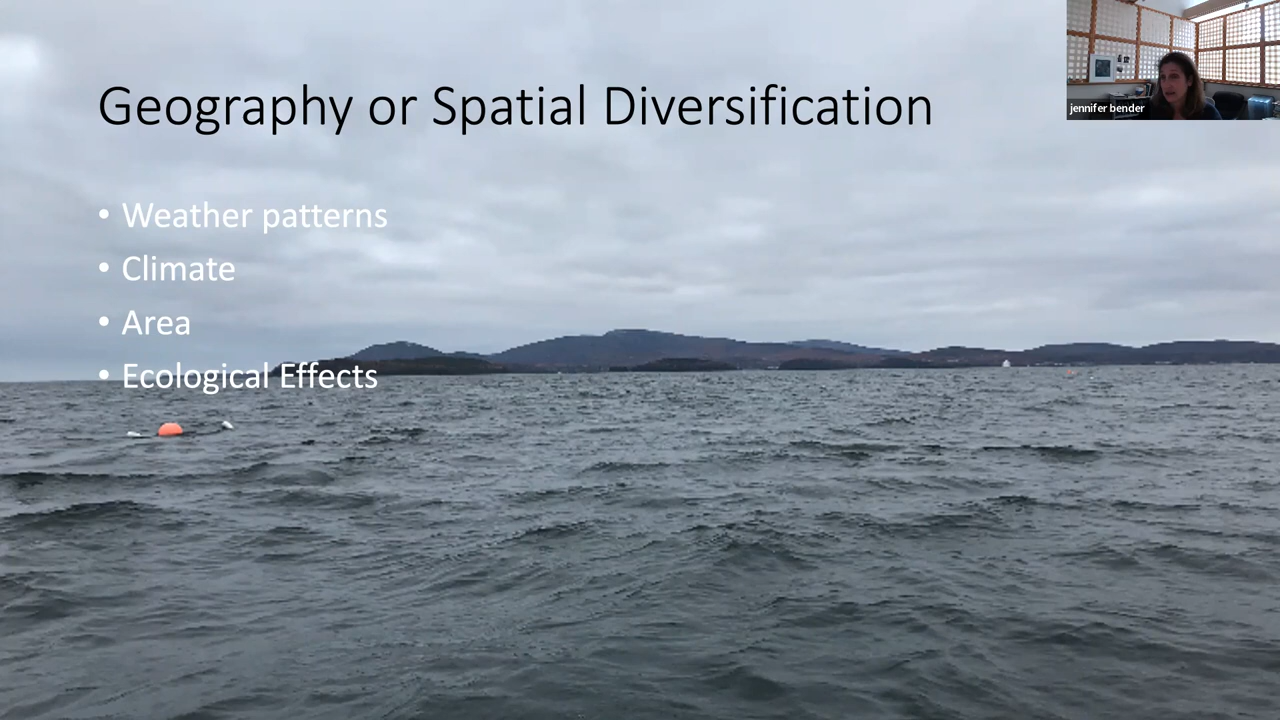 Geography or Spatial Diversification
jennifer bender
• Weather patterns
• Climate
• Area
• Ecological Effects